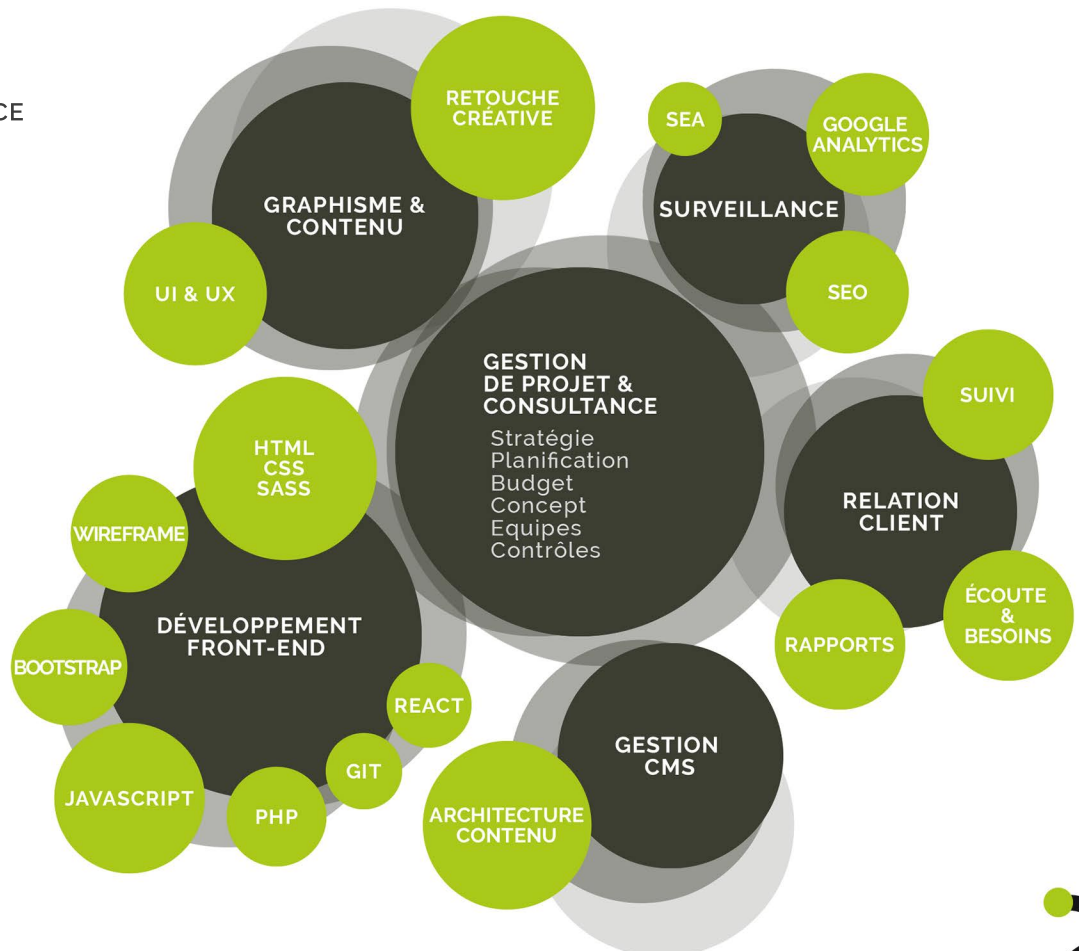 CE
RETOUCHE
CRÉATIVE
GRAPHISME &
CONTENU
UI & UX
SEA
GOOGLE
ANALYTICS
SURVEILLANCE
SEO
GESTION
DE PROJET &
CONSULTANCE
Stratégie
Planification
Budget
Concept
Equipes
Contrôles
SUIVI
RELATION
CLIENT
ÉCOUTE
&
BESOINS
RAPPORTS
HTML
CSS
SASS
WIREFRAME
DÉVELOPPEMENT
FRONT-END
BOOTSTRAP
REACT
GIT
JAVASCRIPT
PHP
GESTION
CMS
ARCHITECTURE
CONTENU